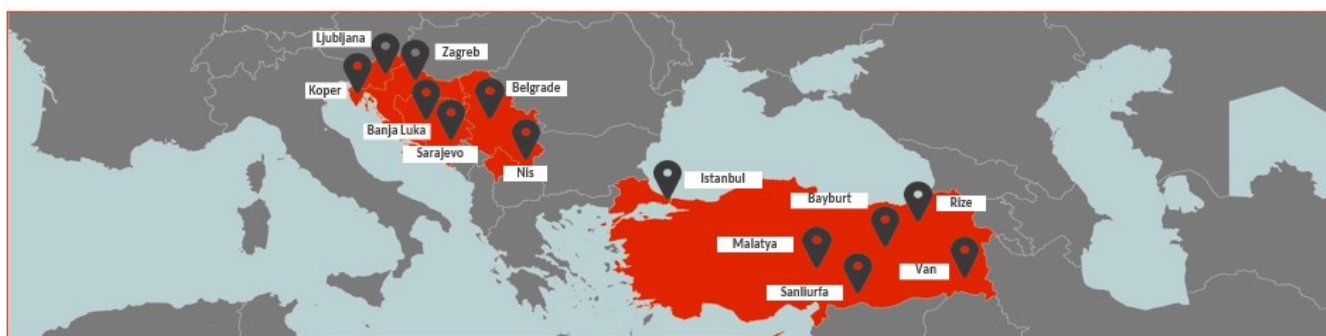 Ljubljana
Zagreb
Koper
Belgrade
Banja Luka
Sarajevo
Nis
Istanbul
Bayburt
Rize
Malatya
Van
Sanliurfa